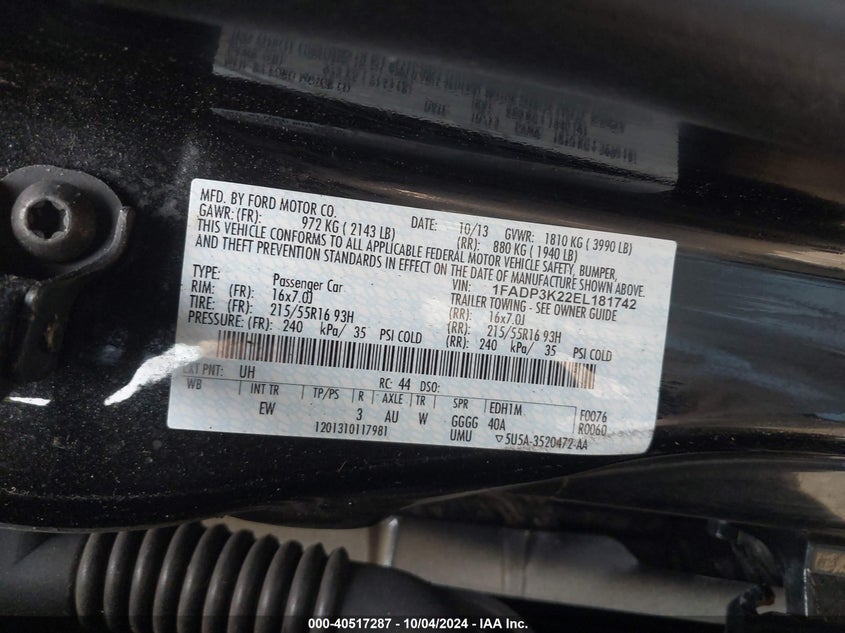 MFD. BY FORD MOTOR CO.
DATE: 10/13 GVWR: 1810 KG ( 3990 LB)
GAWR: (FR): 972 KG ( 2143 LB) (RR): 880 KG ( 1940 LB)
THIS VEHICLE CONFORMS TO ALL APPLICABLE FEDERAL MOTOR VEHICLE SAFETY, BUMPER,
AND THEFT PREVENTION STANDARDS IN EFFECT ON THE DATE OF MANUFACTURE SHOWN ABOVE.
VIN: 1FADP3K22EL181742
TYPE: Passenger Car TRAILER TOWING - SEE OWNER GUIDE
RIM: (FR): 16x7.0J (RR): 16x7.0J
TIRE: (FR): 215/55R16 93H (RR): 215/55R16 93H
PRESSURE: (FR): 240 kPa/ 35 PSI COLD (RR): 240 kPa/ 35 PSI COLD
EXT PNT: UH RC: 44 DSO:
WB INT TR TP/PS R AXLE TR SPR EDH1M F0076
EW 3 AU W GGGG 40A R0060
1201310117981 UMU ▽5U5A-3520472-AA
000-40517287 - 10/04/2024 - IAA Inc.